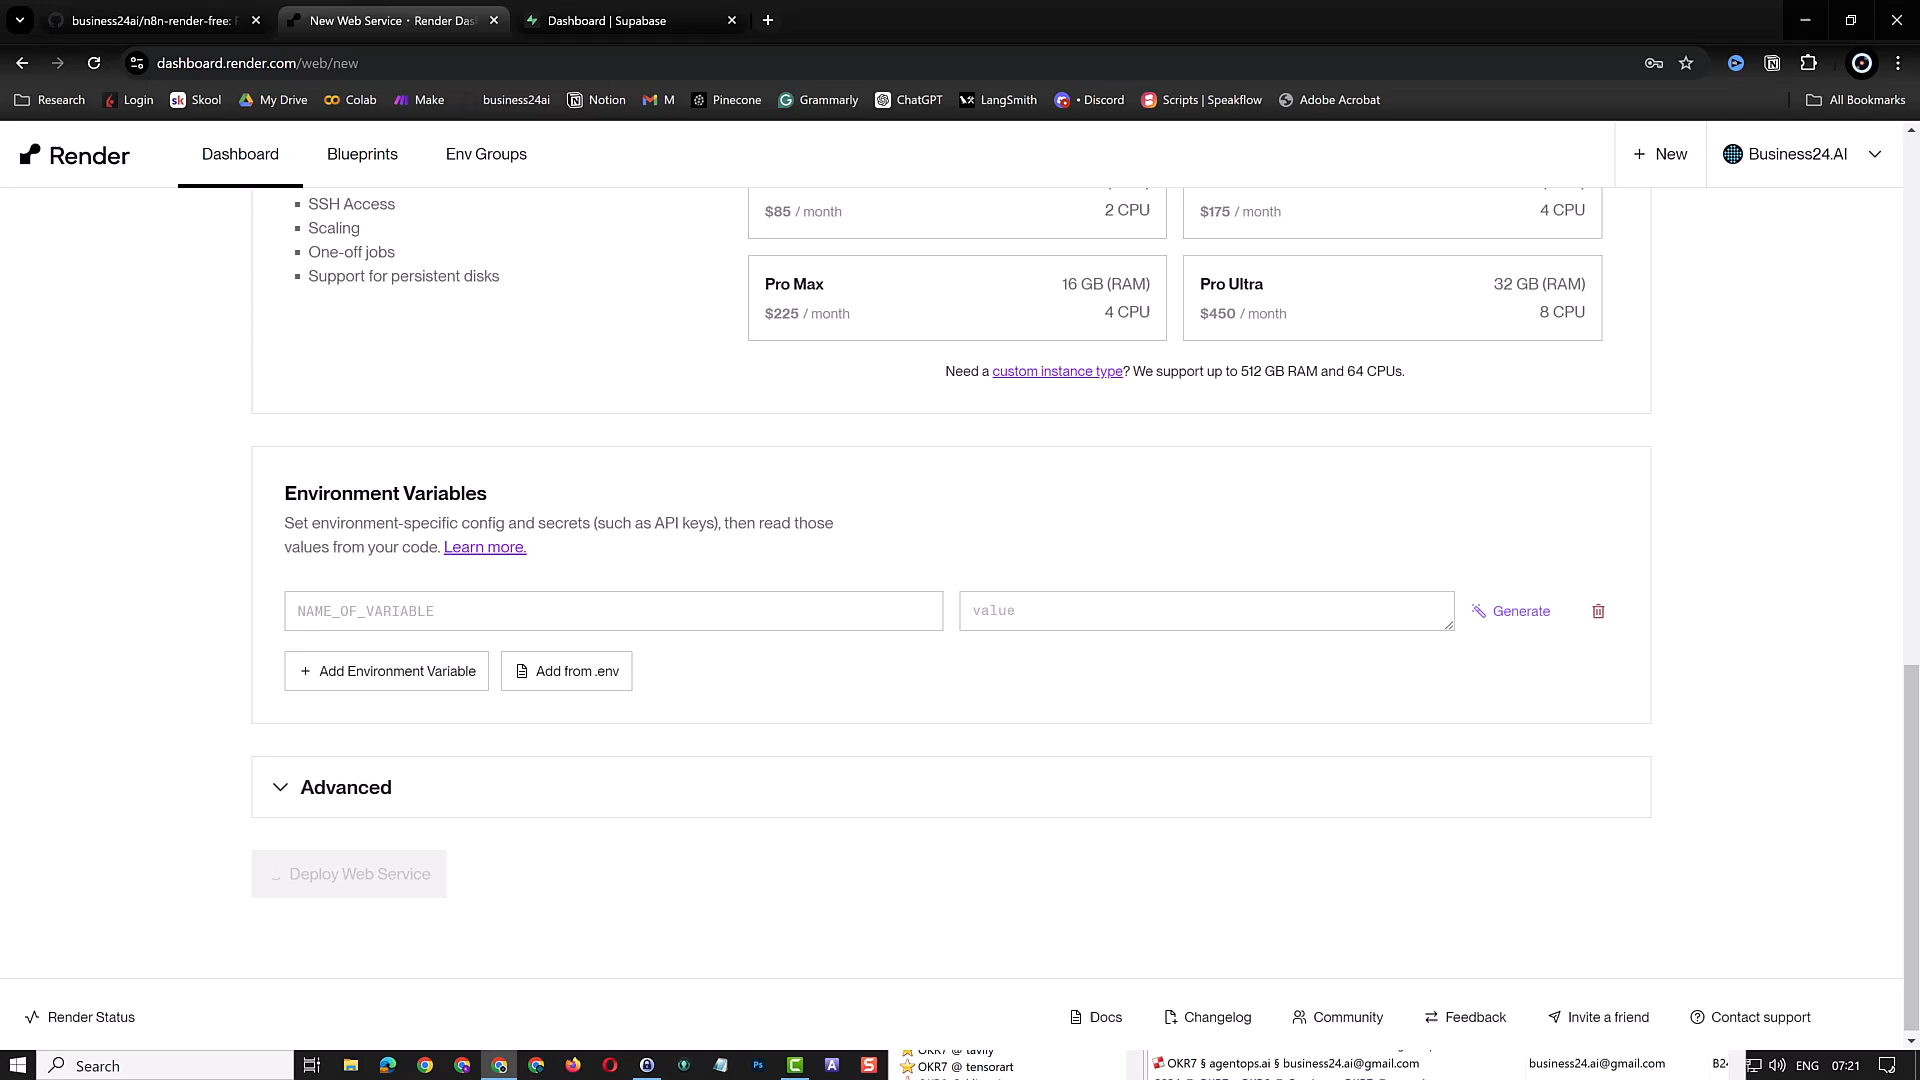 business24ai/n8n-render-free:
New Web Service • Render Das
Dashboard | Supabase
dashboard.render.com/web/new
Research
Login
Skool
My Drive
Colab
Make
business24ai
Notion
M
Pinecone
Grammarly
ChatGPT
LangSmith
• Discord
Scripts | Speakflow
Adobe Acrobat
All Bookmarks
Render
Dashboard
Blueprints
Env Groups
+ New
Business24.AI
SSH Access
Scaling
One-off jobs
Support for persistent disks
$85 / month
2 CPU
$175 / month
4 CPU
Pro Max
16 GB (RAM)
$225 / month
4 CPU
Pro Ultra
32 GB (RAM)
$450 / month
8 CPU
Need a custom instance type? We support up to 512 GB RAM and 64 CPUs.
Environment Variables
Set environment-specific config and secrets (such as API keys), then read those
values from your code. Learn more.
NAME_OF_VARIABLE
value
Generate
+ Add Environment Variable
Add from .env
Advanced
Deploy Web Service
Render Status
Docs
Changelog
Community
Feedback
Invite a friend
Contact support
Search
OKR7 @ tavily
OKR7 @ tensorart
OKR7 § agentops.ai § business24.ai@gmail.com
business24.ai@gmail.com
B24
ENG
07:21